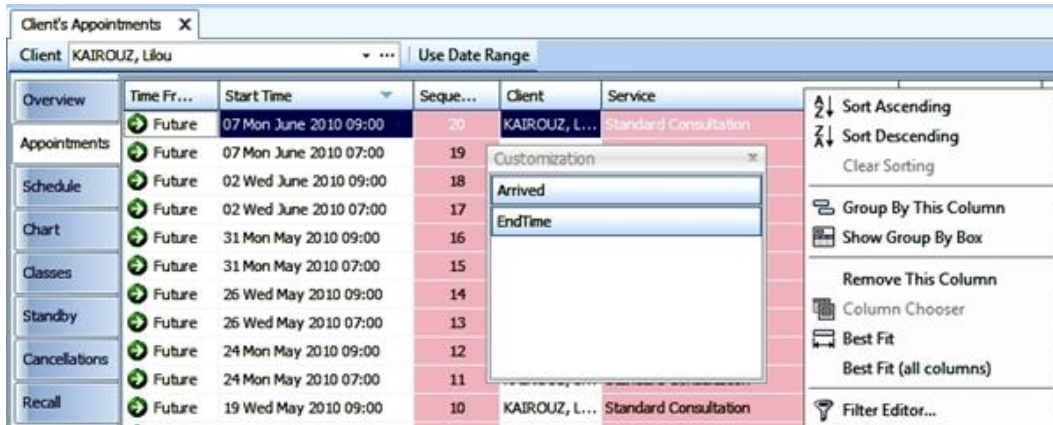 Client's Appointments X
Client KAIROUZ, Lilou ... Use Date Range
Overview
Appointments
Schedule
Chart
Classes
Standby
Cancellations
Recall
Time Fr... Start Time Seque... Client Service
Future 07 Mon June 2010 09:00 20 KAIROUZ, L... Standard Consultation
Future 07 Mon June 2010 07:00 19
Future 02 Wed June 2010 09:00 18
Future 02 Wed June 2010 07:00 17
Future 31 Mon May 2010 09:00 16
Future 31 Mon May 2010 07:00 15
Future 26 Wed May 2010 09:00 14
Future 26 Wed May 2010 07:00 13
Future 24 Mon May 2010 09:00 12
Future 24 Mon May 2010 07:00 11
Future 19 Wed May 2010 09:00 10 KAIROUZ, L... Standard Consultation
Customization
Arrived
EndTime
Sort Ascending
Sort Descending
Clear Sorting
Group By This Column
Show Group By Box
Remove This Column
Column Chooser
Best Fit
Best Fit (all columns)
Filter Editor...